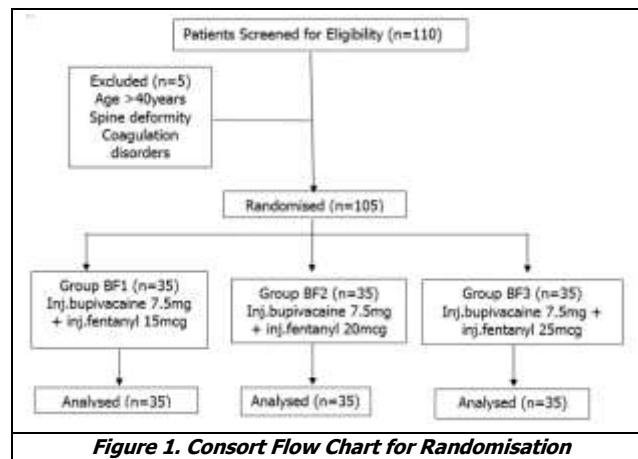 Patients Screened for Eligibility (n=110)
Excluded (n=5)
Age >40years
Spine deformity
Coagulation
disorders
Randomised (n=105)
Group BF1 (n=35)
Inj.bupivacaine 7.5mg
+ inj.fentanyl 15mcg
Group BF2 (n=35)
Inj.bupivacaine 7.5mg
+ inj.fentanyl 20mcg
Group BF3 (n=35)
Inj.bupivacaine 7.5mg +
inj.fentanyl 25mcg
Analysed (n=35)
Analysed (n=35)
Analysed (n=35)
Figure 1. Consort Flow Chart for Randomisation